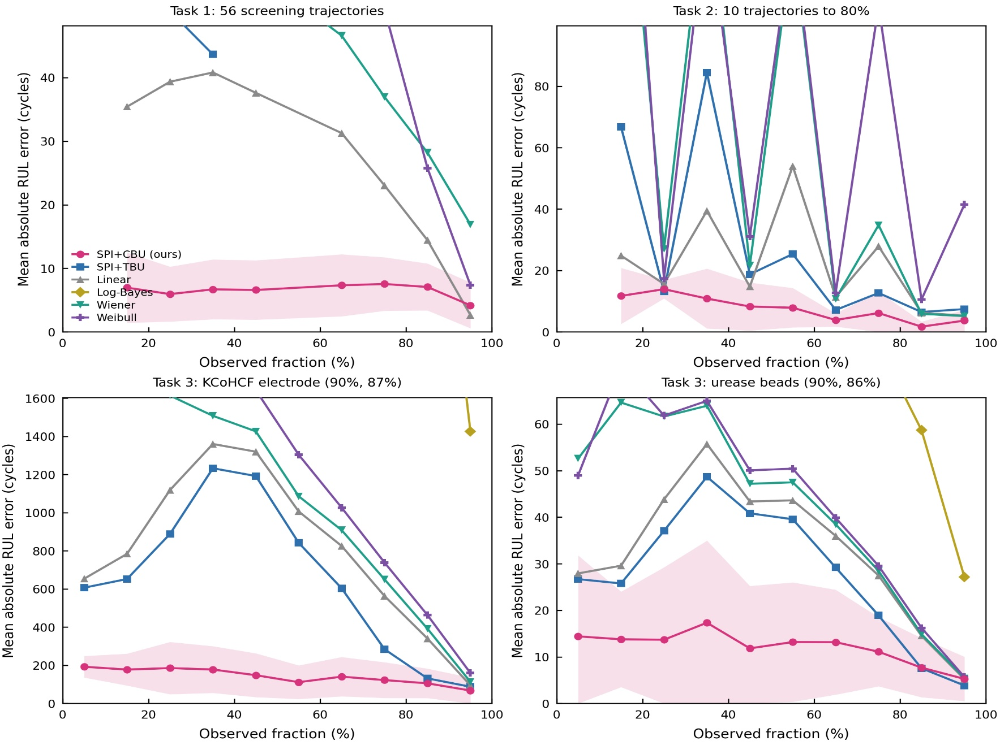 Task 1: 56 screening trajectories
Mean absolute RUL error (cycles)
40
30
20
10
0
SPI+CBU (ours)
SPI+TBU
Linear
Log-Bayes
Wiener
Weibull
0 20 40 60 80 100
Observed fraction (%)
Task 2: 10 trajectories to 80%
Mean absolute RUL error (cycles)
80
60
40
20
0
0 20 40 60 80 100
Observed fraction (%)
Task 3: KCoHCF electrode (90%, 87%)
Mean absolute RUL error (cycles)
1600
1400
1200
1000
800
600
400
200
0
0 20 40 60 80 100
Observed fraction (%)
Task 3: urease beads (90%, 86%)
Mean absolute RUL error (cycles)
60
50
40
30
20
10
0
0 20 40 60 80 100
Observed fraction (%)